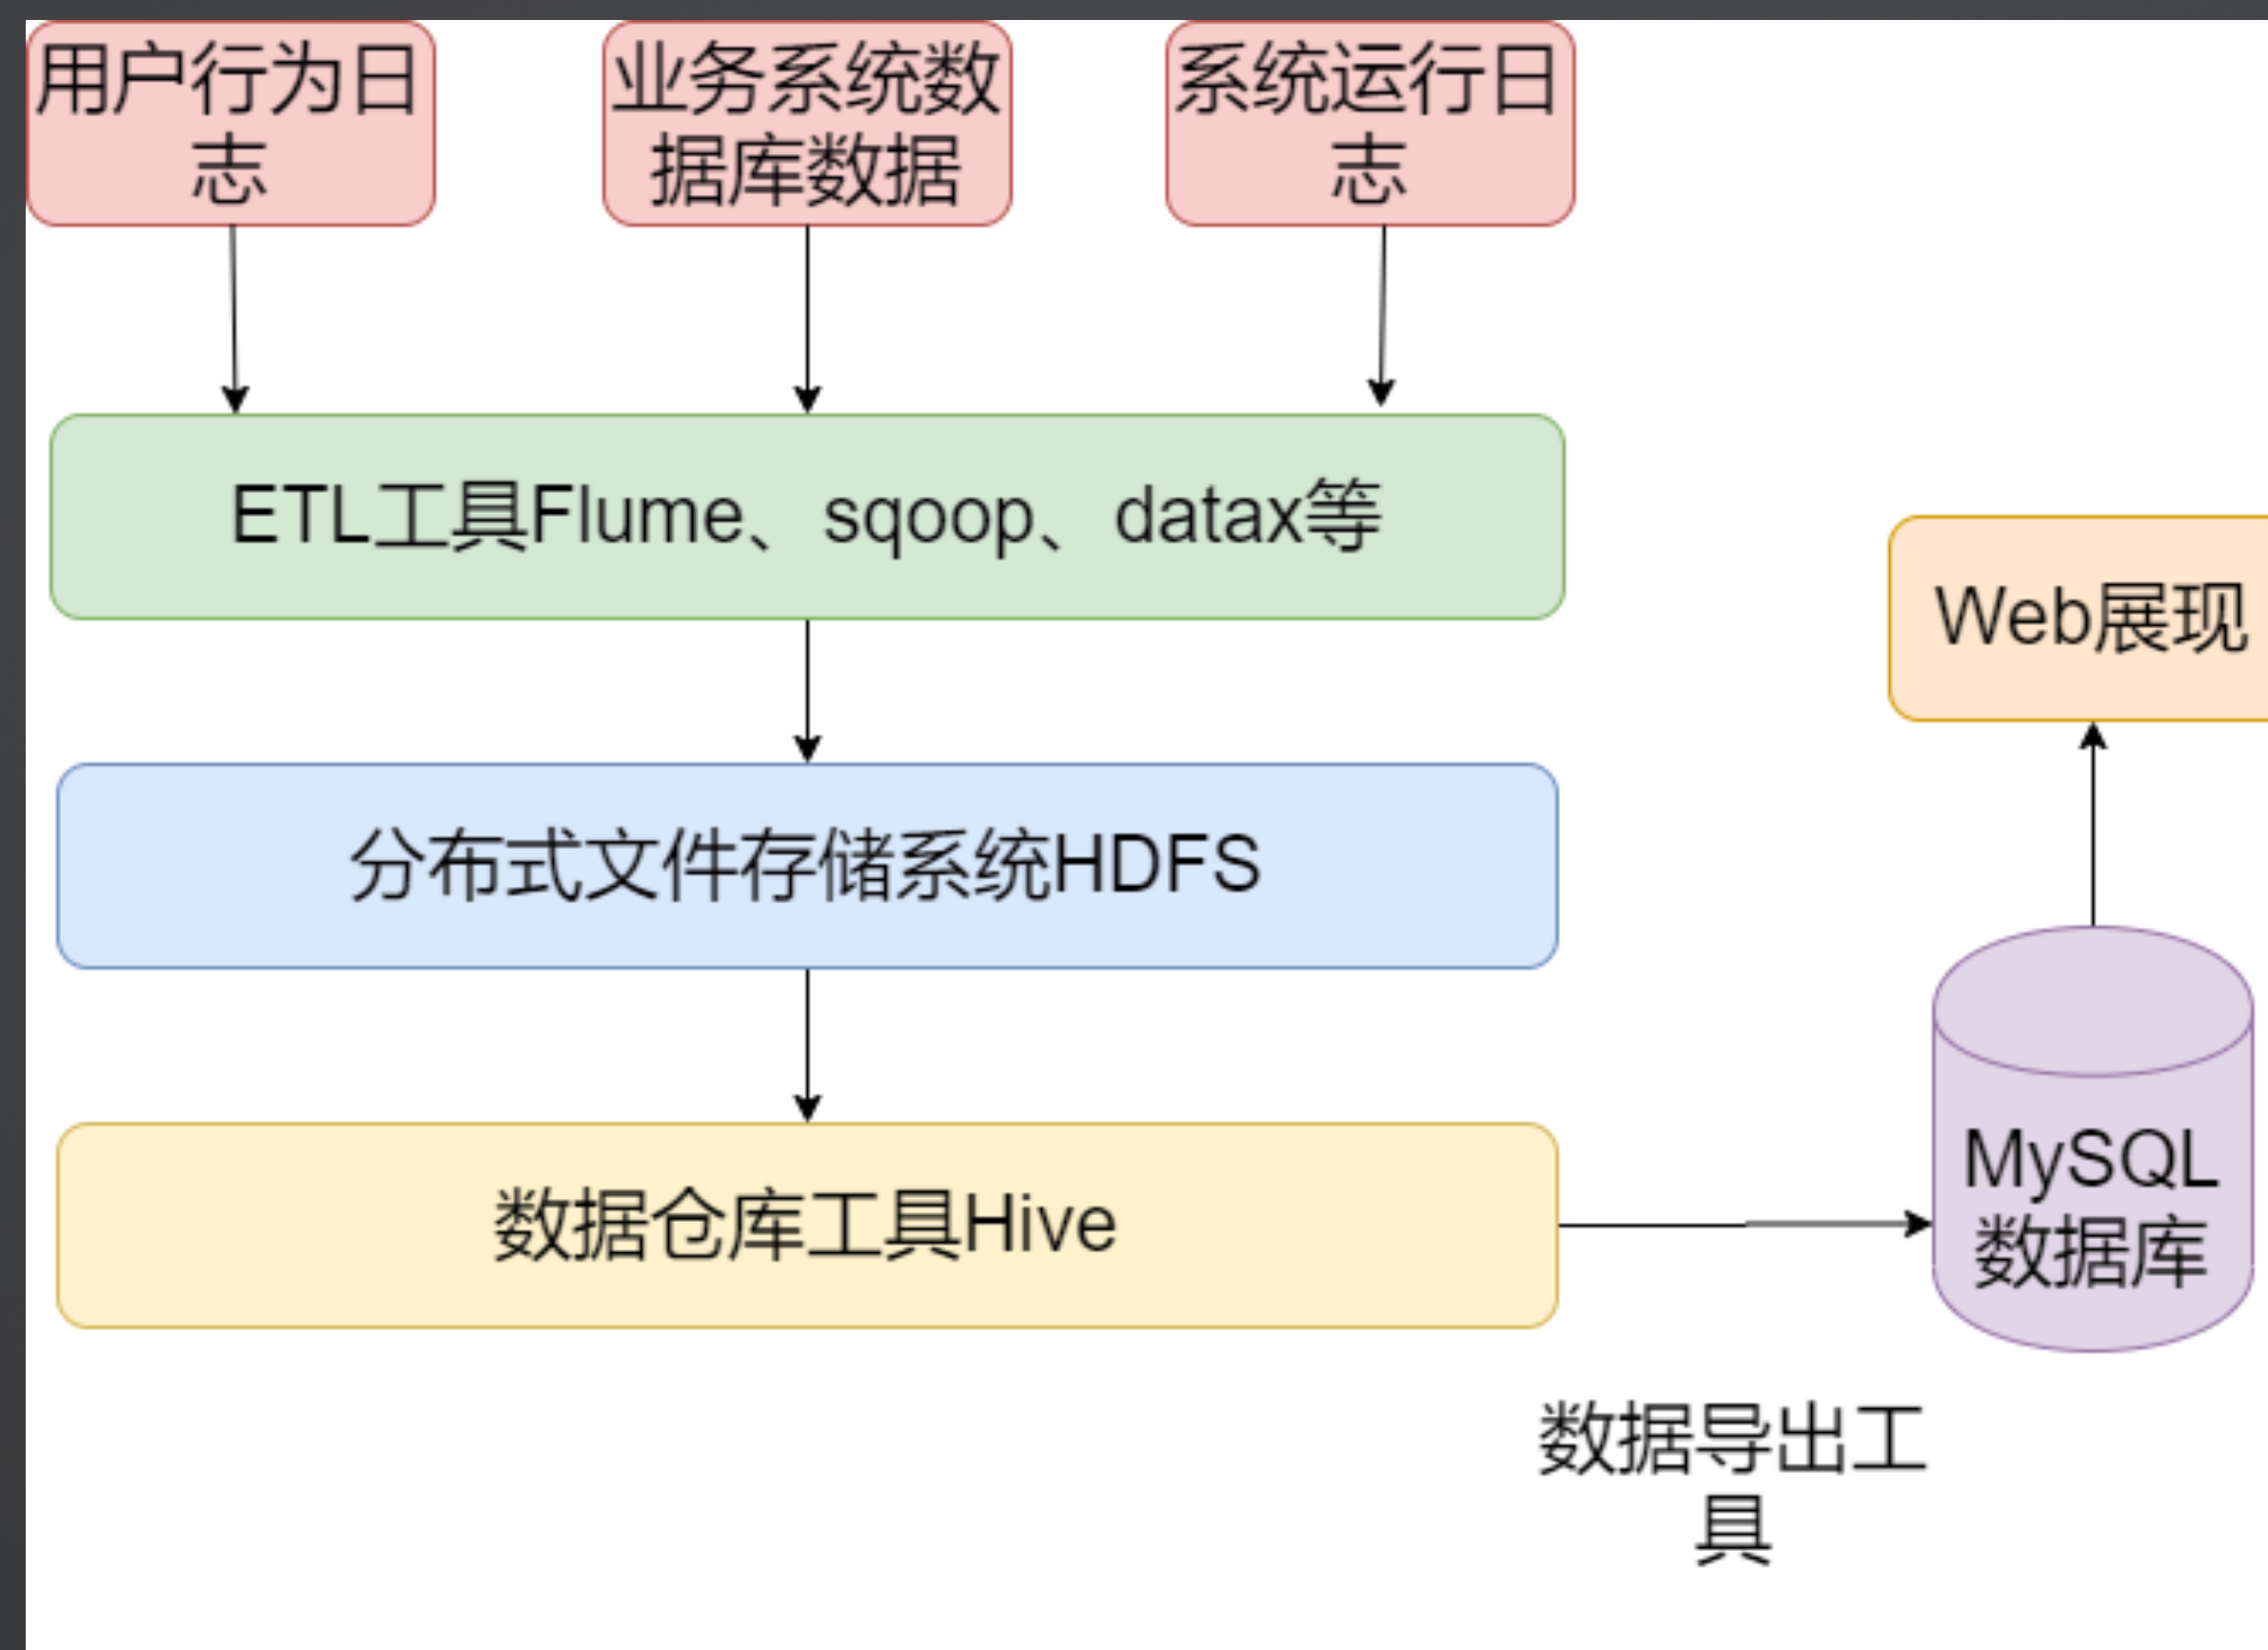 用户行为日
志
业务系统数
据库数据
系统运行日
志
ETL工具Flume、sqoop、datax等
Web展现
分布式文件存储系统HDFS
数据仓库工具Hive
MySQL
数据库
数据导出工
具